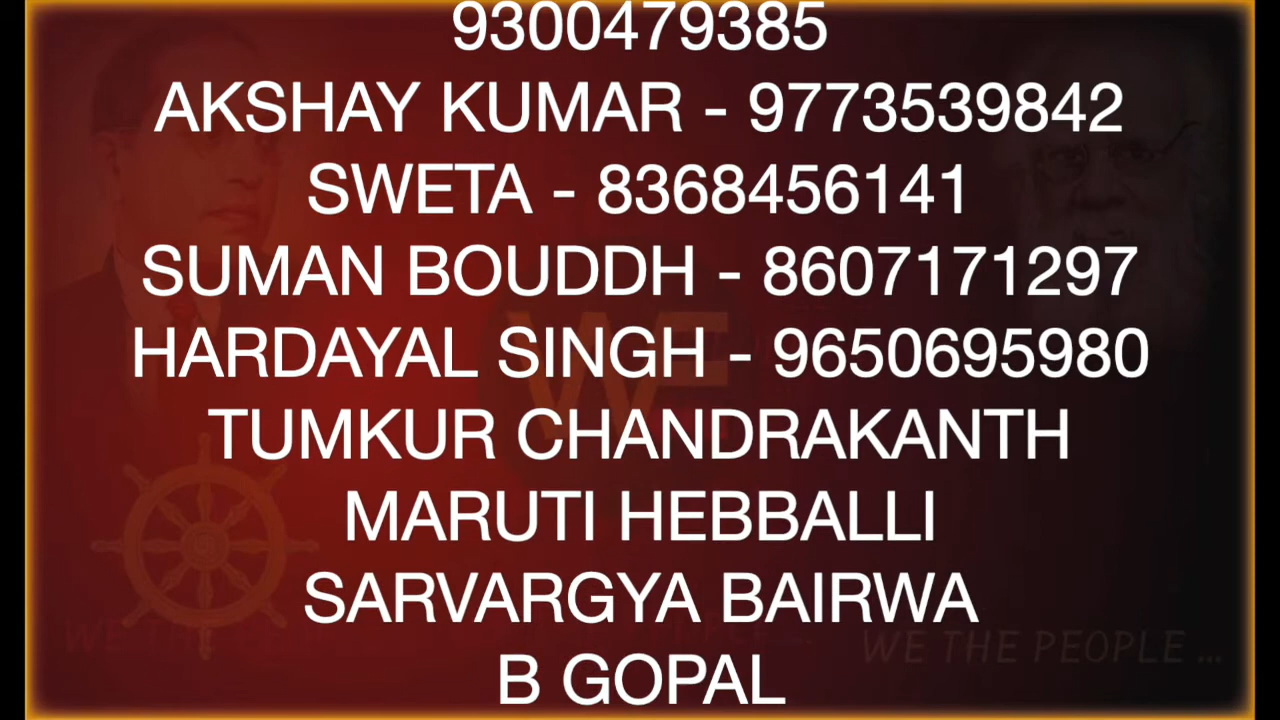 9300479385
AKSHAY KUMAR - 9773539842
SWETA - 8368456141
SUMAN BOUDDH - 8607171297
HARDAYAL SINGH - 9650695980
TUMKUR CHANDRAKANTH
MARUTI HEBBALLI
SARVARGYA BAIRWA
B GOPAL
WE
WE THE PEOPLE ...